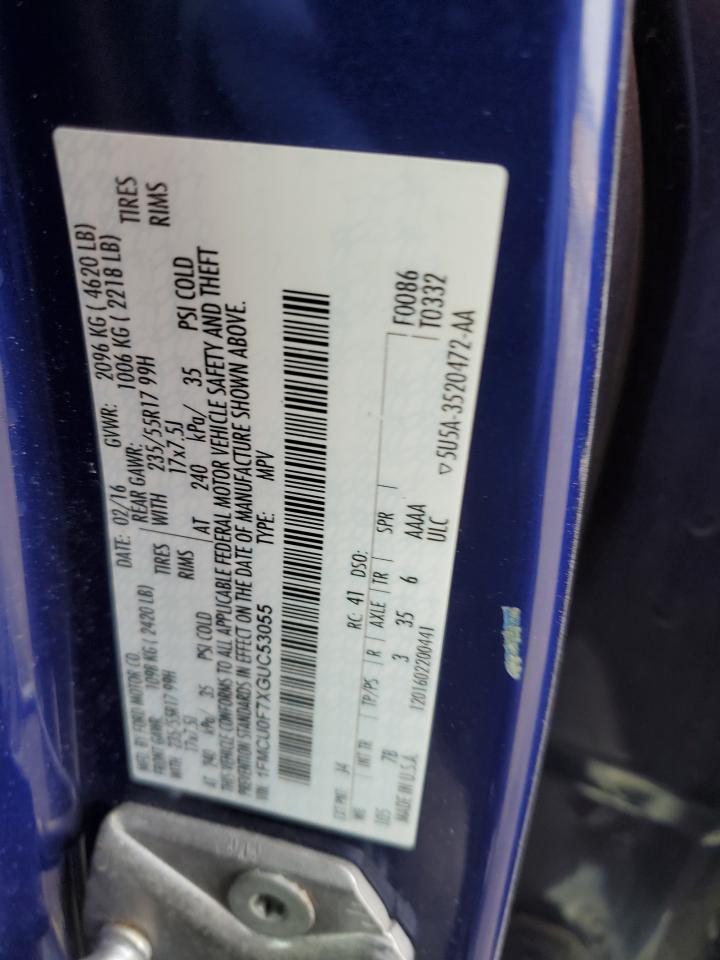 MFD. BY FORD MOTOR CO.
DATE: 02/16 GVWR: 2096 KG ( 4620 LB)
FRONT GAWR: 1098 KG ( 2420 LB) REAR GAWR: 1006 KG ( 2218 LB)
WITH 235/55R17 99H TIRES WITH 235/55R17 99H TIRES
17x7.5J RIMS 17x7.5J RIMS
AT 240 kPa/ 35 PSI COLD AT 240 kPa/ 35 PSI COLD
THIS VEHICLE CONFORMS TO ALL APPLICABLE FEDERAL MOTOR VEHICLE SAFETY AND THEFT
PREVENTION STANDARDS IN EFFECT ON THE DATE OF MANUFACTURE SHOWN ABOVE.
VIN: 1FMCU0F7XGUC53055 TYPE: MPV
EXT PNT: J4 RC: 41 DSO: F0086
WB INT TR TP/PS R AXLE TR SPR T0332
105 7B 3 35 6 AAAA
MADE IN U.S.A. 1201602200441 ULC ▽5U5A-3520472-AA